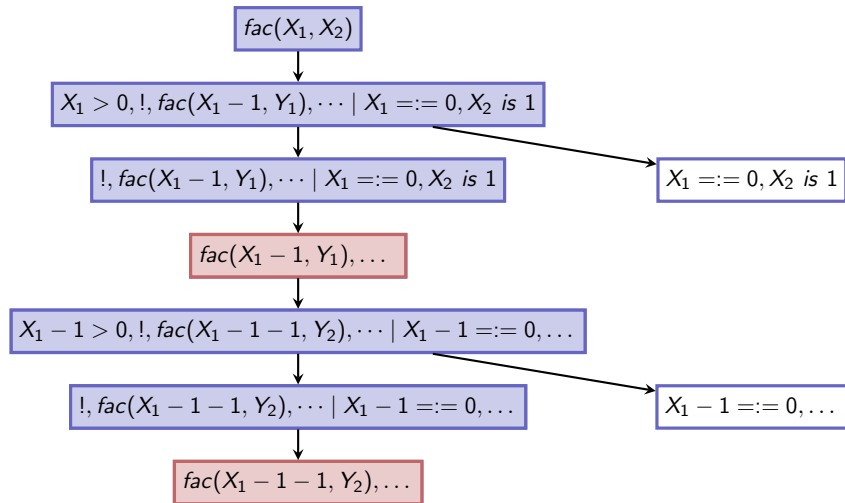 fac(X₁, X₂)
X₁ > 0, !, fac(X₁ − 1, Y₁), ⋯ | X₁ =:= 0, X₂ is 1
!, fac(X₁ − 1, Y₁), ⋯ | X₁ =:= 0, X₂ is 1
X₁ =:= 0, X₂ is 1
fac(X₁ − 1, Y₁), …
X₁ − 1 > 0, !, fac(X₁ − 1 − 1, Y₂), ⋯ | X₁ − 1 =:= 0, …
!, fac(X₁ − 1 − 1, Y₂), ⋯ | X₁ − 1 =:= 0, …
X₁ − 1 =:= 0, …
fac(X₁ − 1 − 1, Y₂), …